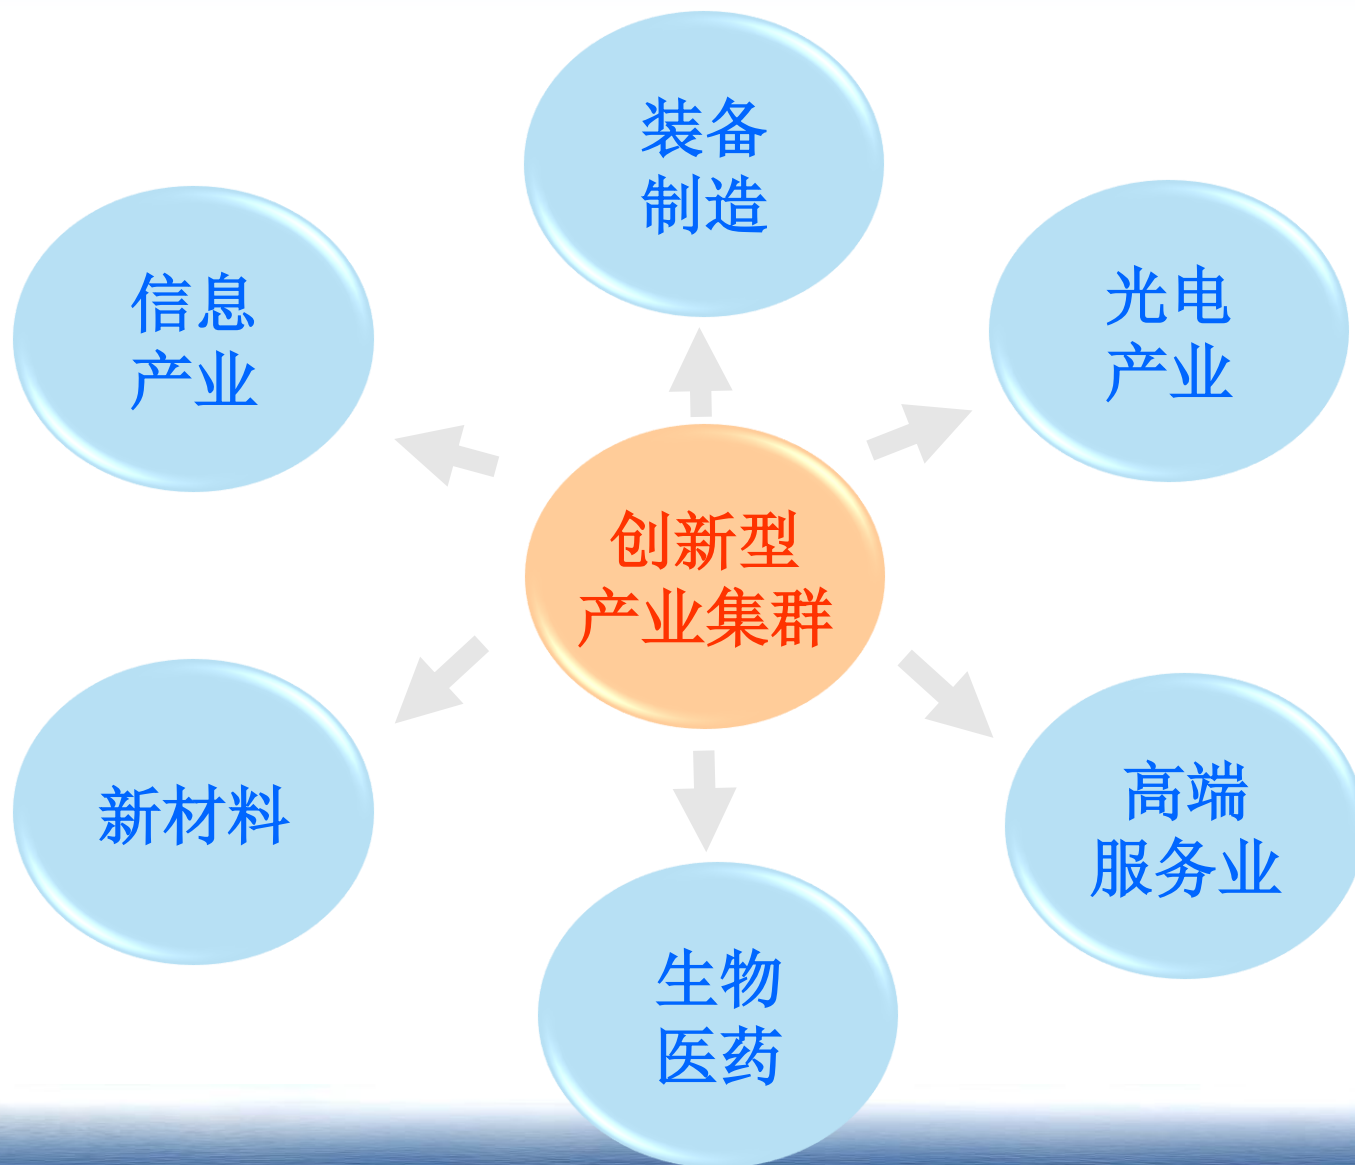 装备
制造
信息
产业
光电
产业
创新型
产业集群
新材料
高端
服务业
生物
医药